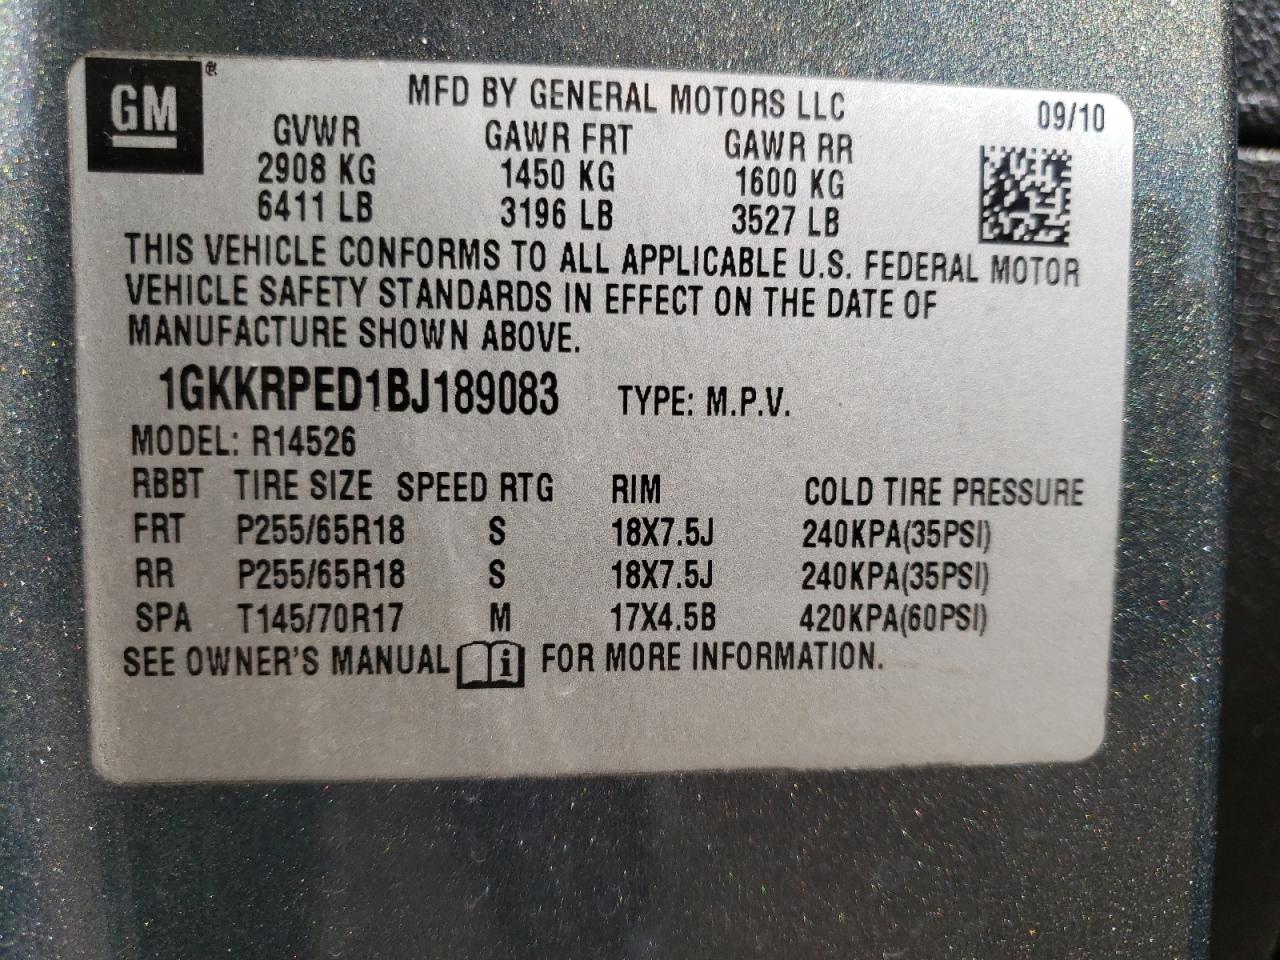 GM ®
MFD BY GENERAL MOTORS LLC 09/10
GVWR GAWR FRT GAWR RR
2908 KG 1450 KG 1600 KG
6411 LB 3196 LB 3527 LB
THIS VEHICLE CONFORMS TO ALL APPLICABLE U.S. FEDERAL MOTOR
VEHICLE SAFETY STANDARDS IN EFFECT ON THE DATE OF
MANUFACTURE SHOWN ABOVE.
1GKKRPED1BJ189083 TYPE: M.P.V.
MODEL: R14526
RBBT TIRE SIZE SPEED RTG RIM COLD TIRE PRESSURE
FRT P255/65R18 S 18X7.5J 240KPA(35PSI)
RR P255/65R18 S 18X7.5J 240KPA(35PSI)
SPA T145/70R17 M 17X4.5B 420KPA(60PSI)
SEE OWNER'S MANUAL i FOR MORE INFORMATION.